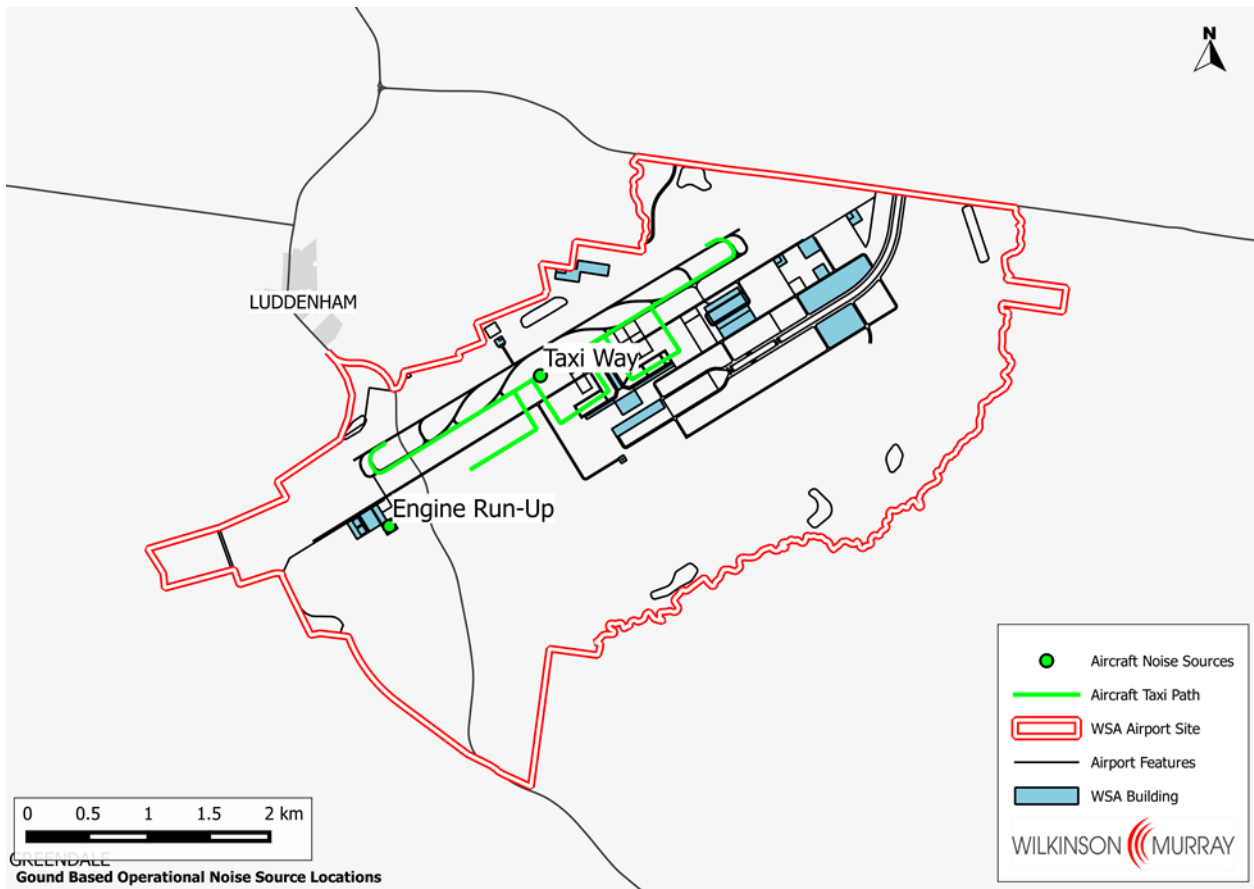 N
LUDDENHAM
Taxi Way
Engine Run-Up
Aircraft Noise Sources
Aircraft Taxi Path
WSA Airport Site
Airport Features
WSA Building
WILKINSON MURRAY
0 0.5 1 1.5 2 km
GREENDALE
Gound Based Operational Noise Source Locations